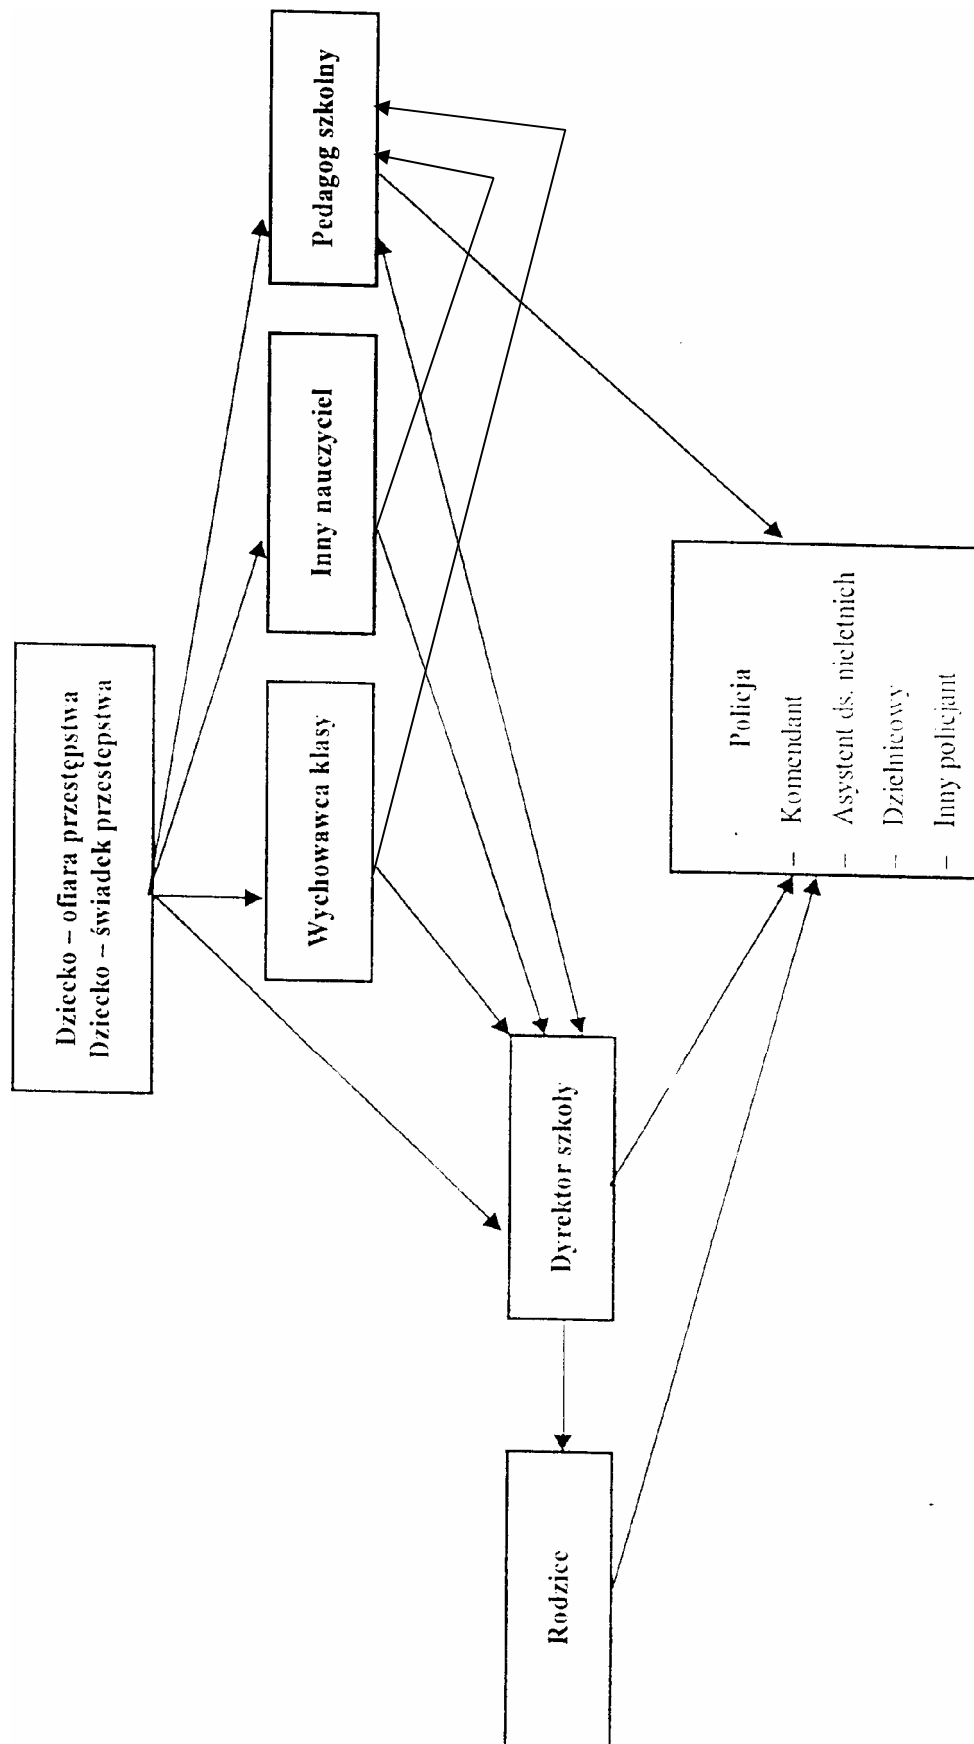 Dziecko – ofiara przestępstwa
Dziecko – świadek przestepstwa
Wychowawca klasy
Inny nauczyciel
Pedagog szkolny
Dyrektor szkoły
Rodzice
Policja
– Komendant
– Asystent ds. nieletnich
– Dzielnicowy
– Inny policjant